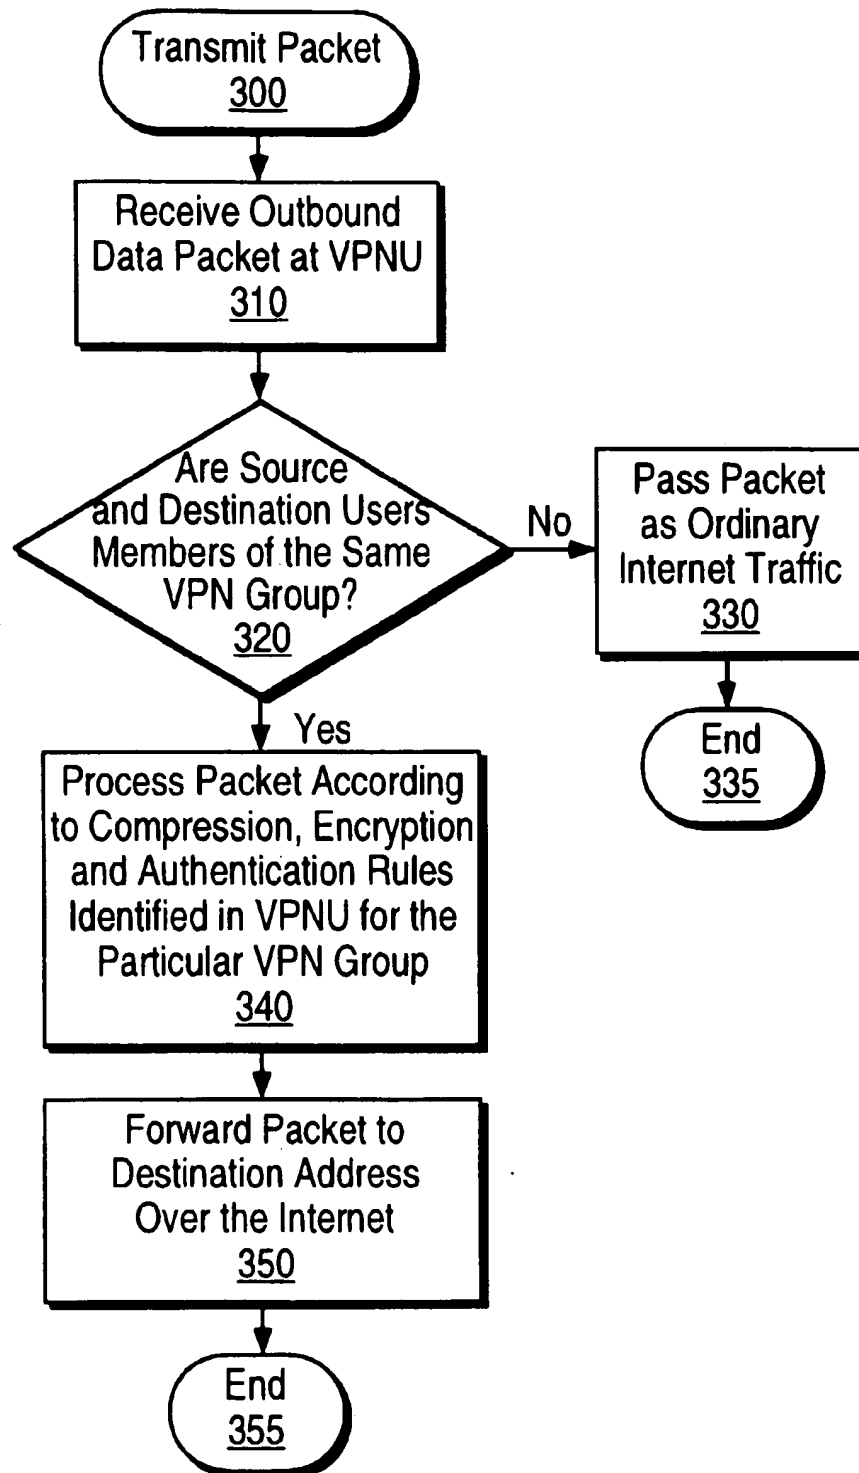 Transmit Packet
300
Receive Outbound
Data Packet at VPNU
310
Are Source
and Destination Users
Members of the Same
VPN Group?
320
No
Pass Packet
as Ordinary
Internet Traffic
330
End
335
Yes
Process Packet According
to Compression, Encryption
and Authentication Rules
Identified in VPNU for the
Particular VPN Group
340
Forward Packet to
Destination Address
Over the Internet
350
End
355